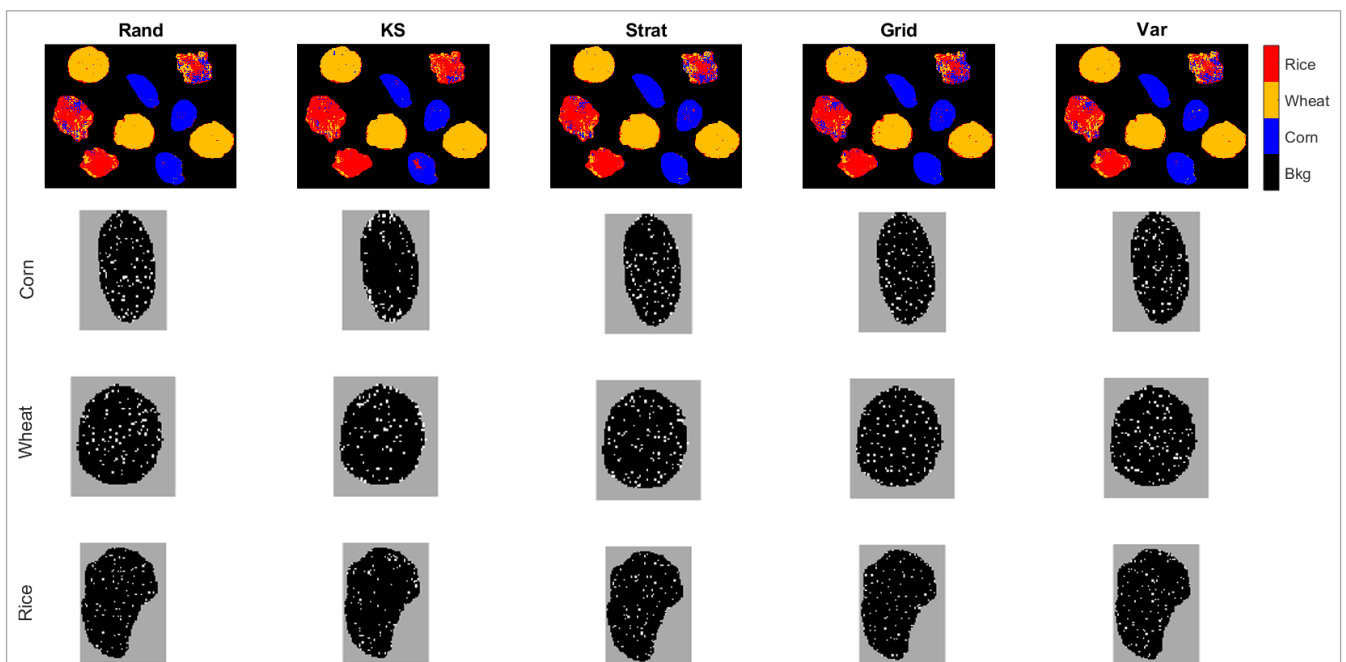 Rand KS Strat Grid Var
Rice
Wheat
Corn
Bkg
Corn
Wheat
Rice